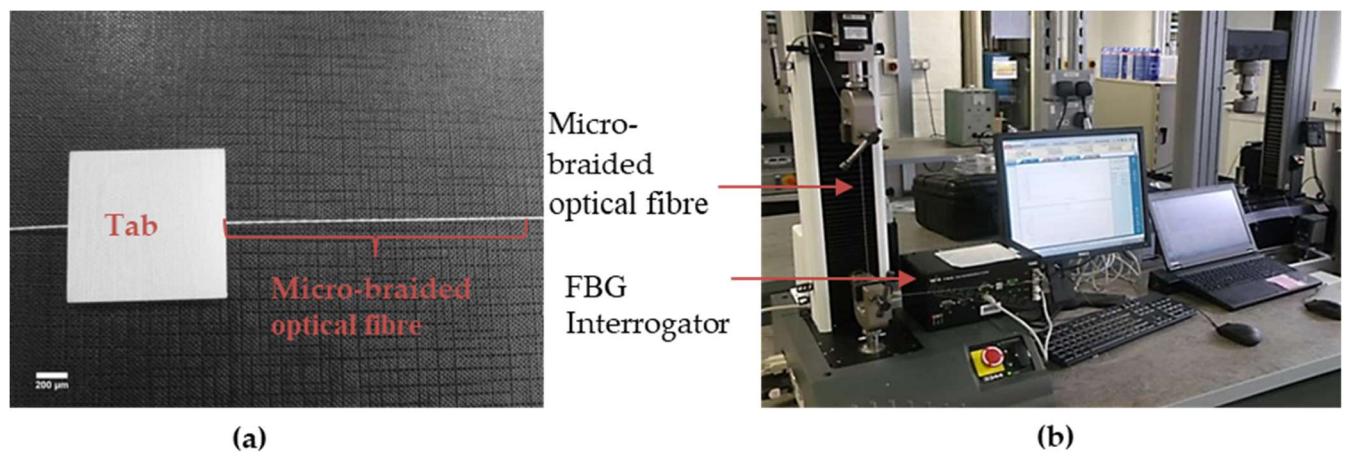 Tab
Micro-braided
optical fibre
200 µm
Micro-
braided
optical fibre
FBG
Interrogator
(a)
(b)